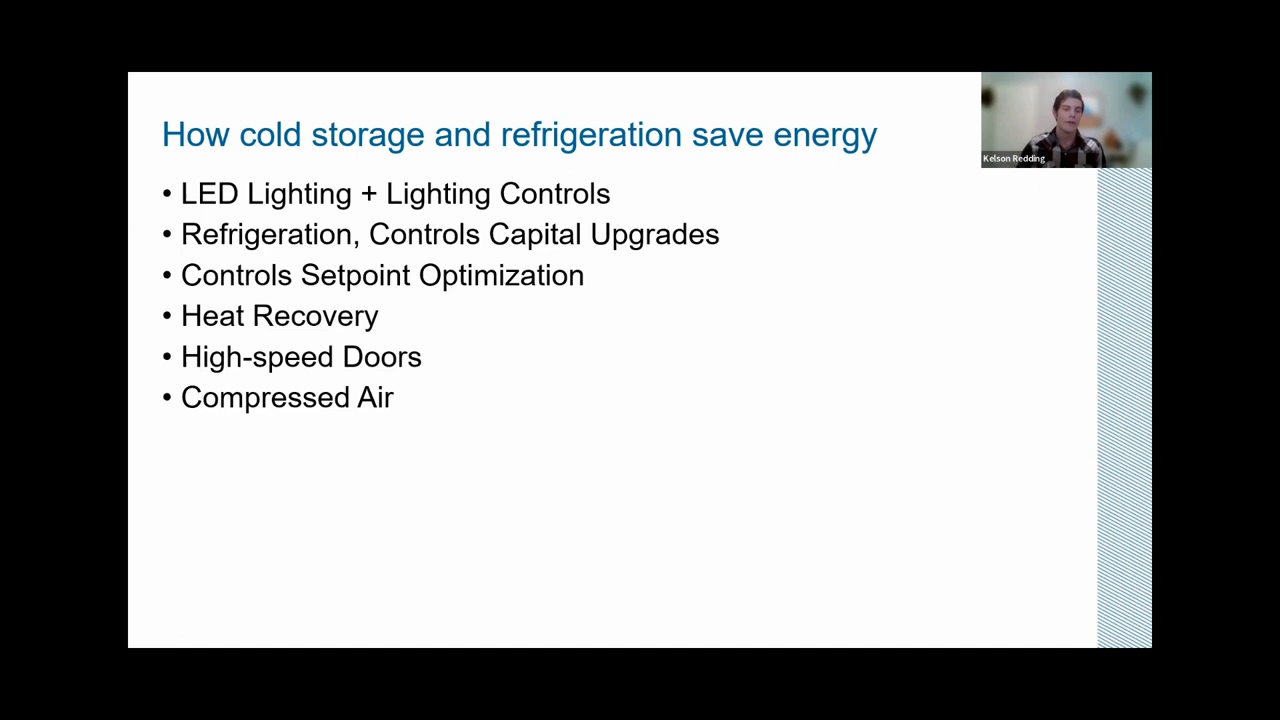 How cold storage and refrigeration save energy
• LED Lighting + Lighting Controls
• Refrigeration, Controls Capital Upgrades
• Controls Setpoint Optimization
• Heat Recovery
• High-speed Doors
• Compressed Air
Kelson Redding